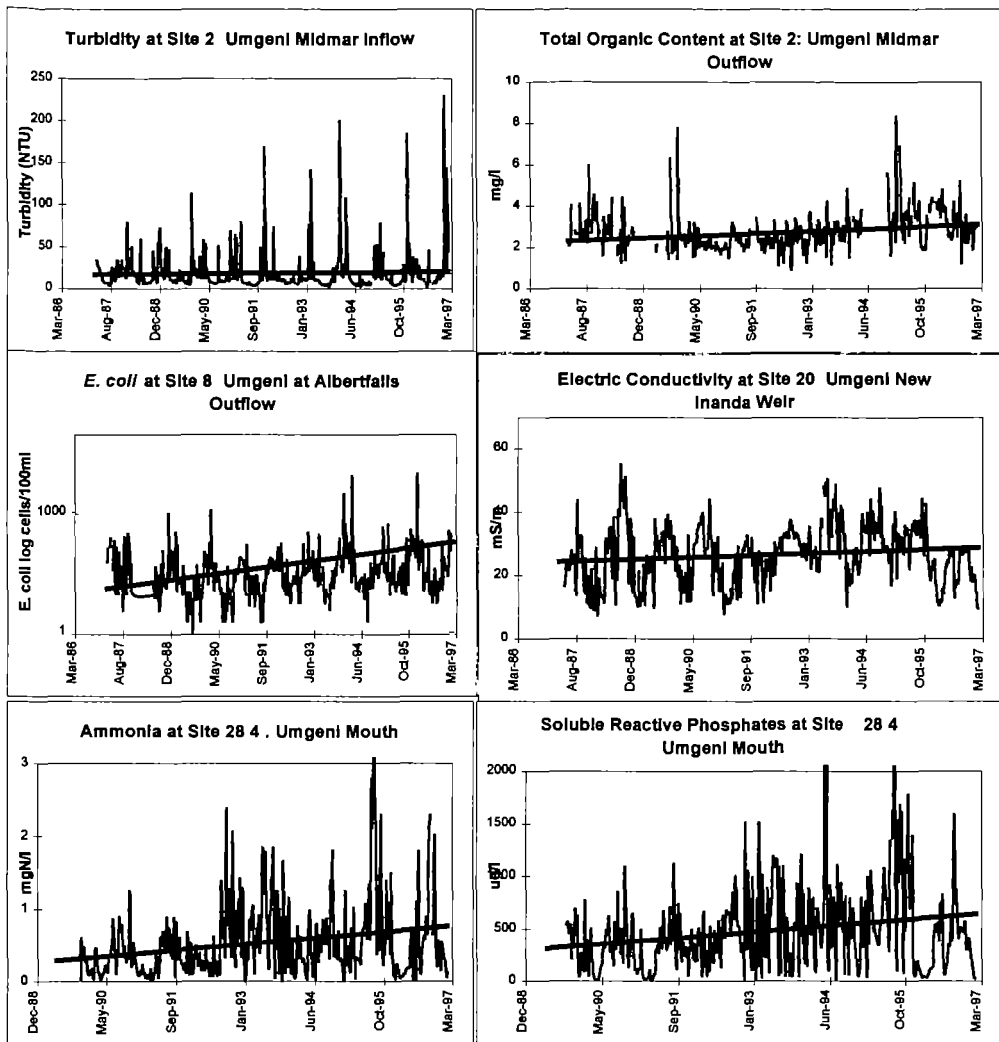 Turbidity at Site 2 Umgeni Midmar Inflow
Turbidity (NTU)
250
200
150
100
50
0
Mar-86
Aug-87
Dec-88
May-90
Sep-91
Jan-93
Jun-94
Oct-95
Mar-97
Total Organic Content at Site 2: Umgeni Midmar
Outflow
mg/l
10
8
6
4
2
0
Mar-86
Aug-87
Dec-88
May-90
Sep-91
Jan-93
Jun-94
Oct-95
Mar-97
E. coli at Site 8 Umgeni at Albertfalls
Outflow
E. coli log cells/100ml
1000
1
Mar-86
Aug-87
Dec-88
May-90
Sep-91
Jan-93
Jun-94
Oct-95
Mar-97
Electric Conductivity at Site 20 Umgeni New
Inanda Weir
mS/m
60
40
20
0
Mar-86
Aug-87
Dec-88
May-90
Sep-91
Jan-93
Jun-94
Oct-95
Mar-97
Ammonia at Site 28 4 . Umgeni Mouth
mgN/l
3
2
1
0
Dec-88
May-90
Sep-91
Jan-93
Jun-94
Oct-95
Mar-97
Soluble Reactive Phosphates at Site 28 4
Umgeni Mouth
2000
1500
1000
500
0
Dec-88
May-90
Sep-91
Jan-93
Jun-94
Oct-95
Mar-97